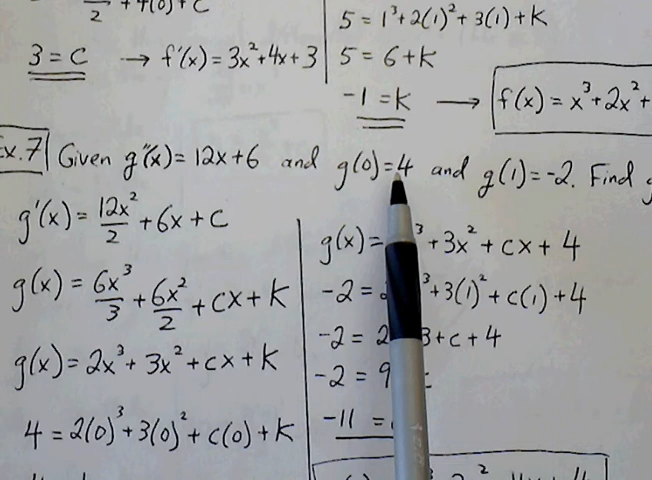 /2 + 4(0) + C
3 = C → f'(x) = 3x² + 4x + 3
5 = 1³ + 2(1)² + 3(1) + K
5 = 6 + K
-1 = K → f(x) = x³ + 2x² +
Ex.7 Given g''(x) = 12x + 6 and g(0) = 4 and g(1) = -2. Find g
g'(x) = 12x²/2 + 6x + C
g(x) = 6x³/3 + 6x²/2 + CX + K
g(x) = 2x³ + 3x² + CX + K
4 = 2(0)³ + 3(0)² + C(0) + K
g(x) = ³ + 3x² + CX + 4
-2 = ³ + 3(1)² + C(1) + 4
-2 = 2 3 + C + 4
-2 = 9
-11 =